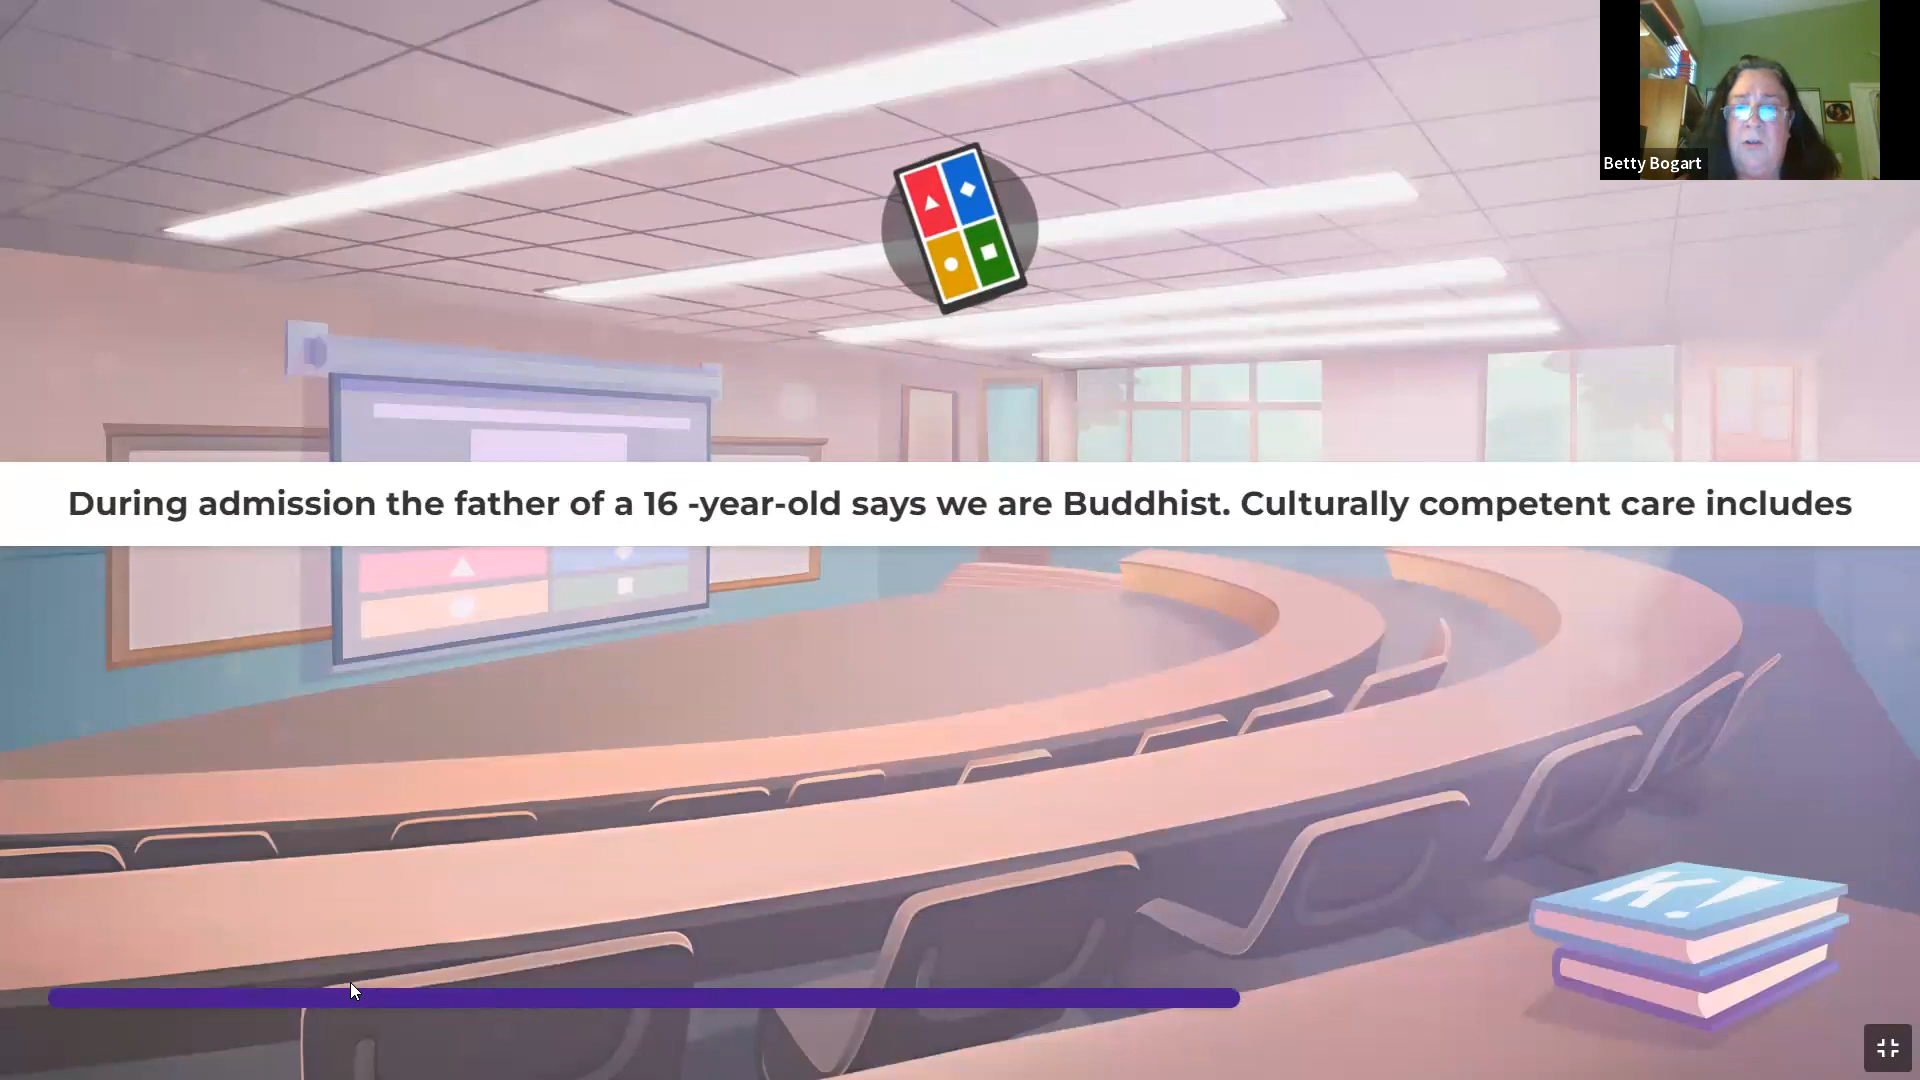 Betty Bogart
During admission the father of a 16 -year-old says we are Buddhist. Culturally competent care includes
K!